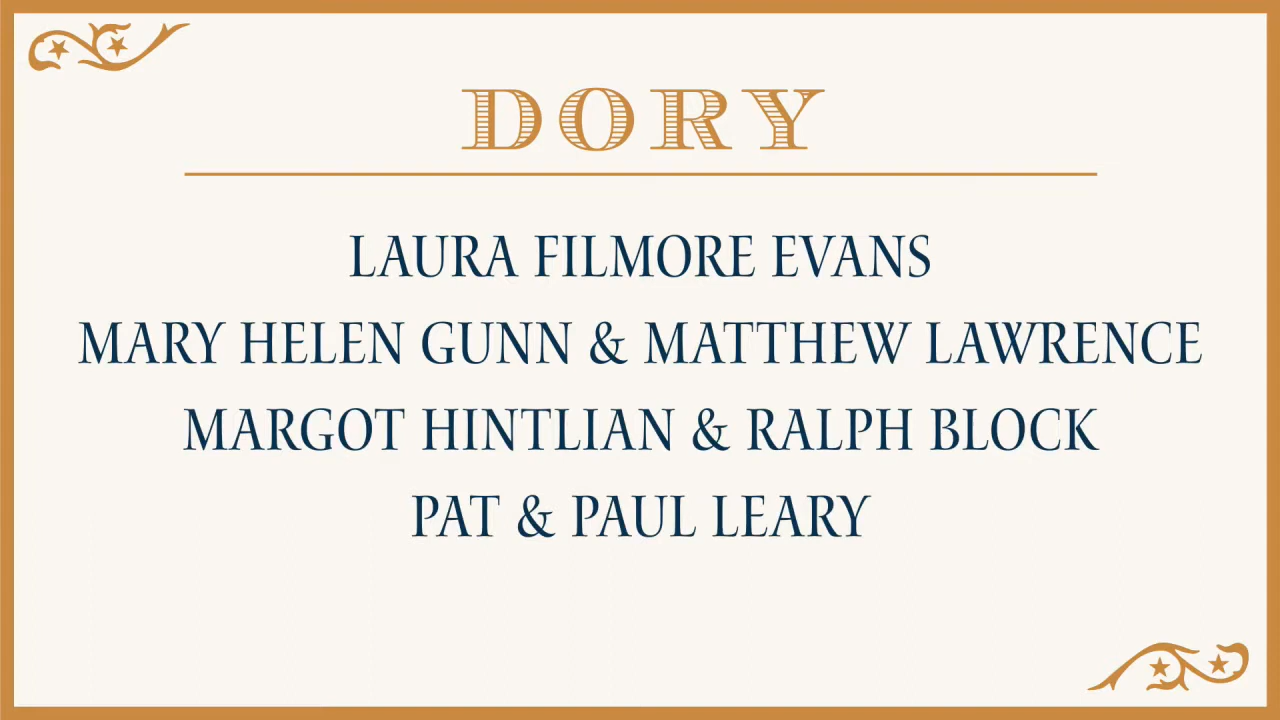 DORY
LAURA FILMORE EVANS
MARY HELEN GUNN & MATTHEW LAWRENCE
MARGOT HINTLIAN & RALPH BLOCK
PAT & PAUL LEARY